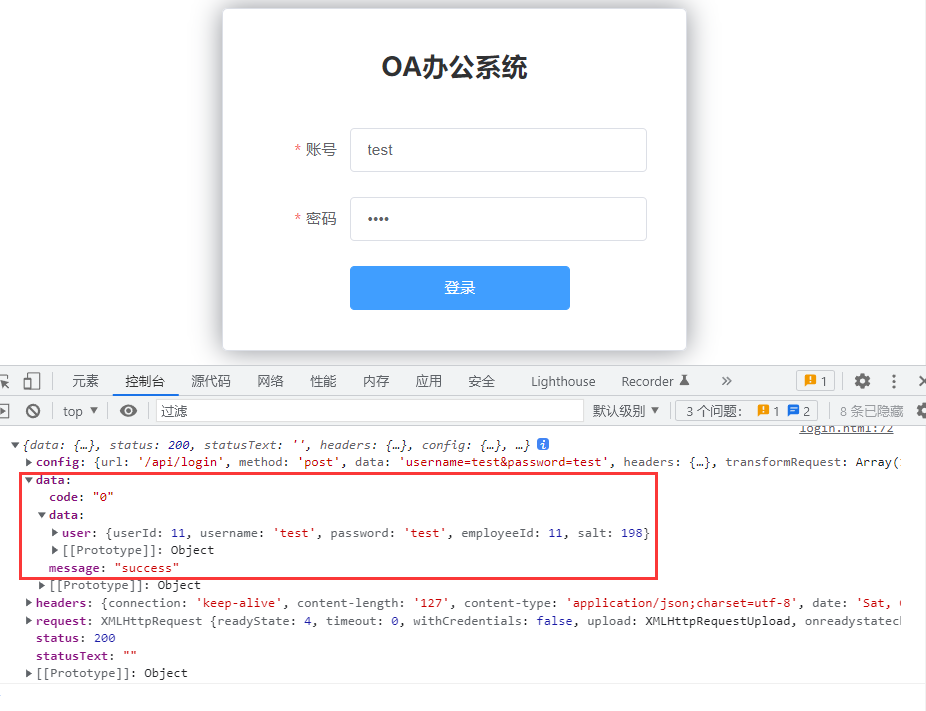 OA办公系统
* 账号 test
* 密码 ••••
登录
元素 控制台 源代码 网络 性能 内存 应用 安全 Lighthouse Recorder » 1
top ▼ 过滤 默认级别 ▼ 3 个问题: 1 2 8 条已隐藏
login.html:72
▼{data: {…}, status: 200, statusText: '', headers: {…}, config: {…}, …} i
▶config: {url: '/api/login', method: 'post', data: 'username=test&password=test', headers: {…}, transformRequest: Array(
▼data:
code: "0"
▼data:
▶user: {userId: 11, username: 'test', password: 'test', employeeId: 11, salt: 198}
▶[[Prototype]]: Object
message: "success"
▶[[Prototype]]: Object
▶headers: {connection: 'keep-alive', content-length: '127', content-type: 'application/json;charset=utf-8', date: 'Sat,
▶request: XMLHttpRequest {readyState: 4, timeout: 0, withCredentials: false, upload: XMLHttpRequestUpload, onreadystatec
status: 200
statusText: ""
▶[[Prototype]]: Object